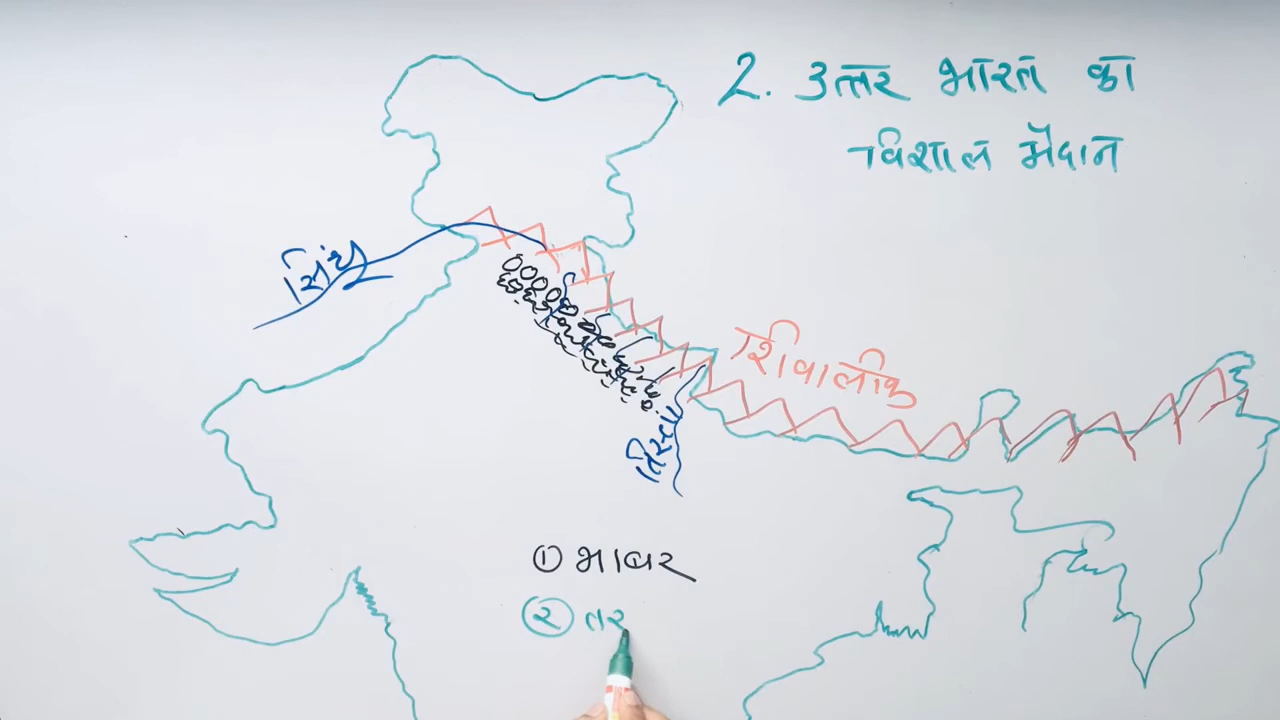 2. उत्तर भारत का
विशाल मैदान
सिंधु
शिवालीक
तिस्ता
① भाबर
② तर